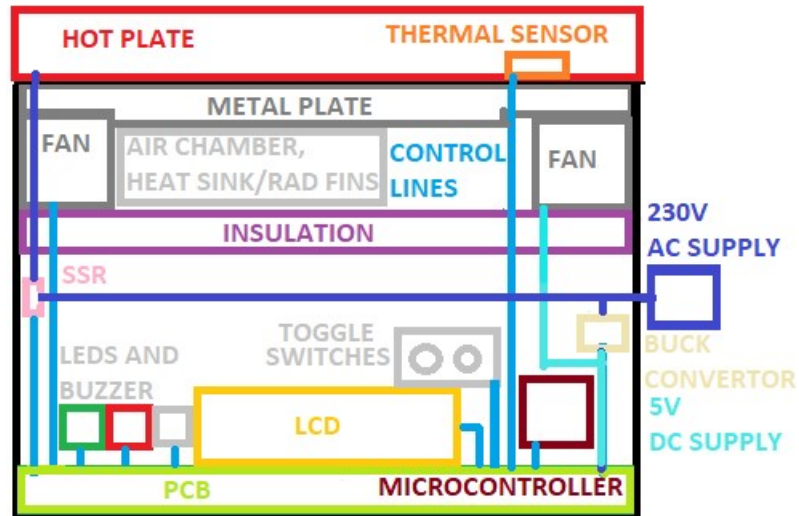 HOT PLATE
THERMAL SENSOR
METAL PLATE
FAN
AIR CHAMBER,
HEAT SINK/RAD FINS
CONTROL
LINES
FAN
230V
AC SUPPLY
INSULATION
SSR
TOGGLE
SWITCHES
LEDS AND
BUZZER
BUCK
CONVERTOR
5V
DC SUPPLY
LCD
PCB
MICROCONTROLLER